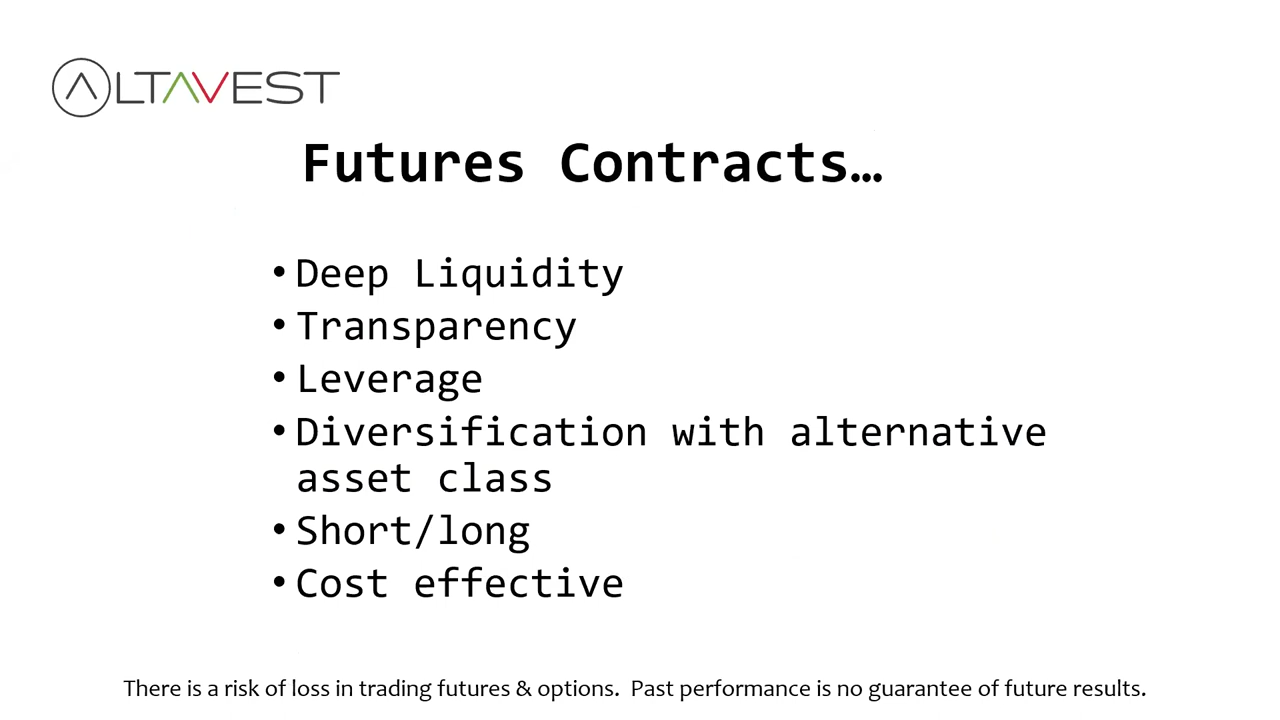 ALTAVEST
Futures Contracts…
• Deep Liquidity
• Transparency
• Leverage
• Diversification with alternative
asset class
• Short/long
• Cost effective
There is a risk of loss in trading futures & options.  Past performance is no guarantee of future results.